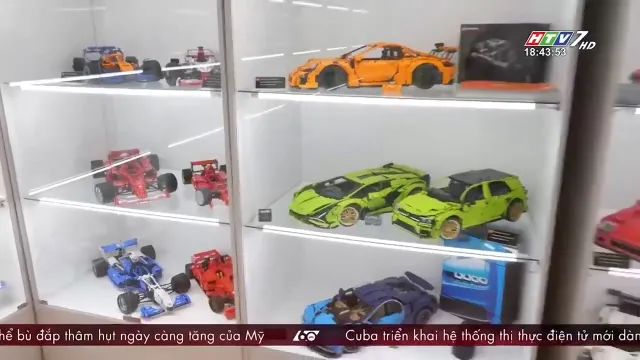 HTV7 HD
18:43:53
thể bù đắp thâm hụt ngày càng tăng của Mỹ
60
Cuba triển khai hệ thống thị thực điện tử mới dàn